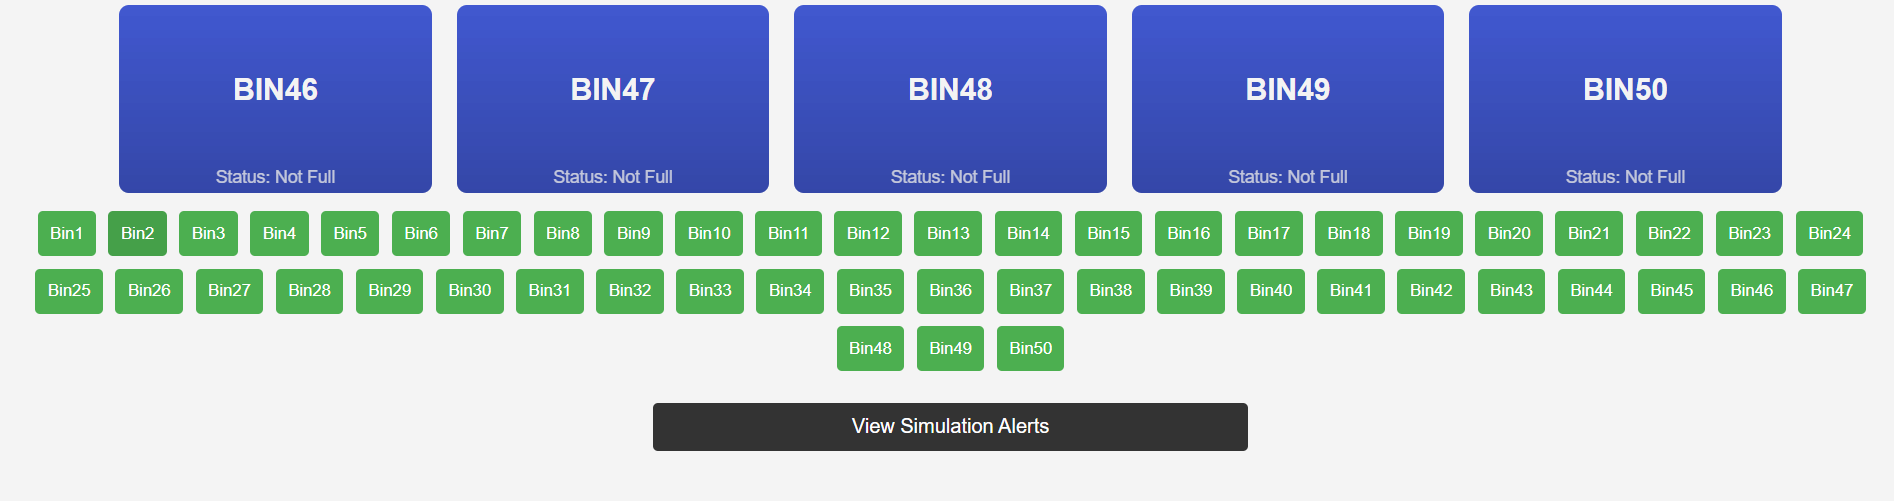 BIN46 BIN47 BIN48 BIN49 BIN50
Status: Not Full Status: Not Full Status: Not Full Status: Not Full Status: Not Full
Bin1 Bin2 Bin3 Bin4 Bin5 Bin6 Bin7 Bin8 Bin9 Bin10 Bin11 Bin12 Bin13 Bin14 Bin15 Bin16 Bin17 Bin18 Bin19 Bin20 Bin21 Bin22 Bin23 Bin24
Bin25 Bin26 Bin27 Bin28 Bin29 Bin30 Bin31 Bin32 Bin33 Bin34 Bin35 Bin36 Bin37 Bin38 Bin39 Bin40 Bin41 Bin42 Bin43 Bin44 Bin45 Bin46 Bin47
Bin48 Bin49 Bin50
View Simulation Alerts